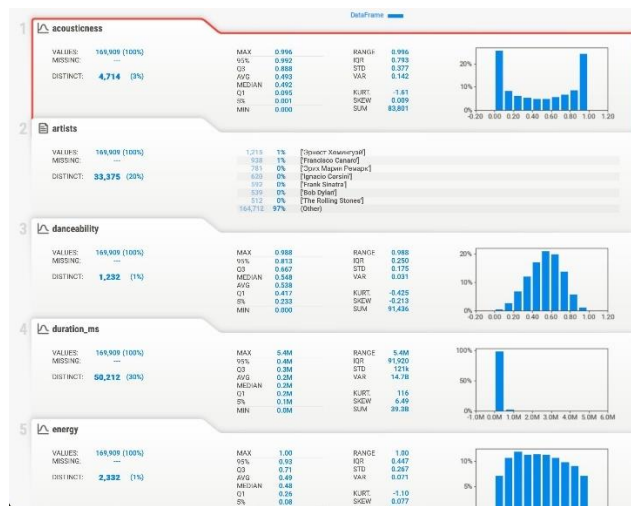 DataFrame
1 acousticness
VALUES: 169,909 (100%)
MISSING: ---
DISTINCT: 4,714 (3%)
MAX 0.996
95% 0.992
Q3 0.888
AVG 0.493
MEDIAN 0.492
Q1 0.095
5% 0.001
MIN 0.000
RANGE 0.996
IQR 0.793
STD 0.377
VAR 0.142
KURT. -1.61
SKEW 0.009
SUM 83,801
20%
10%
0%
-0.20 0.00 0.20 0.40 0.60 0.80 1.00 1.20
2 artists
VALUES: 169,909 (100%)
MISSING: ---
DISTINCT: 33,375 (20%)
1% ['Эрнест Хемингуэй']
938 1% ['Francisco Canaro']
781 0% ['Эрих Мария Ремарк']
0% ['Ignacio Corsini']
592 0% ['Frank Sinatra']
539 0% ['Bob Dylan']
512 0% ['The Rolling Stones']
164,712 97% (Other)
3 danceability
VALUES: 169,909 (100%)
MISSING: ---
DISTINCT: 1,232 (1%)
MAX 0.988
95% 0.813
Q3 0.667
MEDIAN 0.548
AVG 0.538
Q1 0.417
5% 0.233
MIN 0.000
RANGE 0.988
IQR 0.250
STD 0.175
VAR 0.031
KURT. -0.425
SKEW -0.213
SUM 91,436
20%
10%
0%
-0.20 0.00 0.20 0.40 0.60 0.80 1.00 1.20
4 duration_ms
VALUES: 169,909 (100%)
MISSING: ---
DISTINCT: 50,212 (30%)
MAX 5.4M
95% 0.4M
Q3 0.3M
AVG 0.2M
MEDIAN 0.2M
Q1 0.2M
5% 0.1M
MIN 0.0M
RANGE 5.4M
IQR 91,920
STD 121k
VAR 14.7B
KURT. 116
SKEW 6.49
SUM 39.3B
100%
50%
0%
-1.0M 0.0M 1.0M 2.0M 3.0M 4.0M 5.0M 6.0M
5 energy
VALUES: 169,909 (100%)
MISSING: ---
DISTINCT: 2,332 (1%)
MAX 1.00
95% 0.93
Q3 0.71
AVG 0.49
MEDIAN 0.48
Q1 0.26
5% 0.08
RANGE 1.00
IQR 0.447
STD 0.267
VAR 0.071
KURT. -1.10
SKEW 0.077
10%
5%